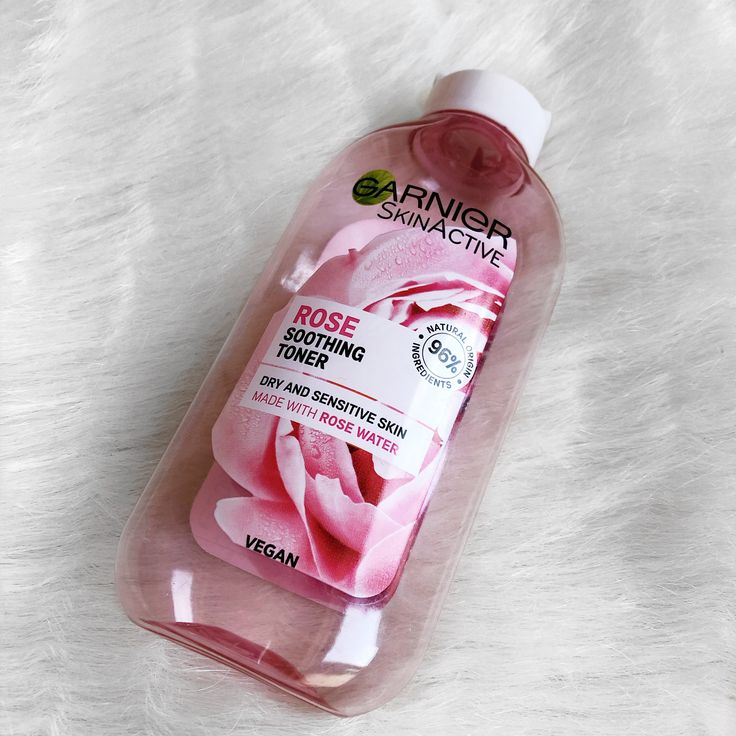 GARNIER
SKINACTIVE
ROSE
SOOTHING
TONER
DRY AND SENSITIVE SKIN
MADE WITH ROSE WATER
NATURAL ORIGIN
96%
INGREDIENTS
VEGAN